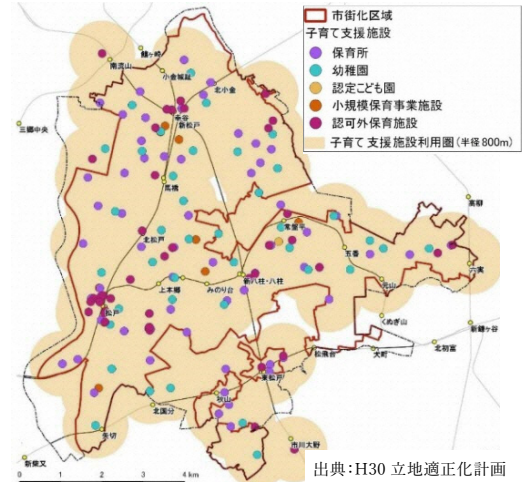 市街化区域
子育て支援施設
保育所
幼稚園
認定こども園
小規模保育事業施設
認可外保育施設
子育て支援施設利用圏(半径800m)
鰭ヶ崎
南流山
小金城趾
北小金
幸谷
新松戸
三郷中央
馬橋
高柳
常盤平
北松戸
五香
六実
新八柱・八柱
元山
上本郷
みのり台
松戸
くぬぎ山
新鎌ヶ谷
北初富
松飛台
大町
東松戸
秋山
北国分
矢切
市川大野
新柴又
0 1 2 4 km
出典:H30 立地適正化計画